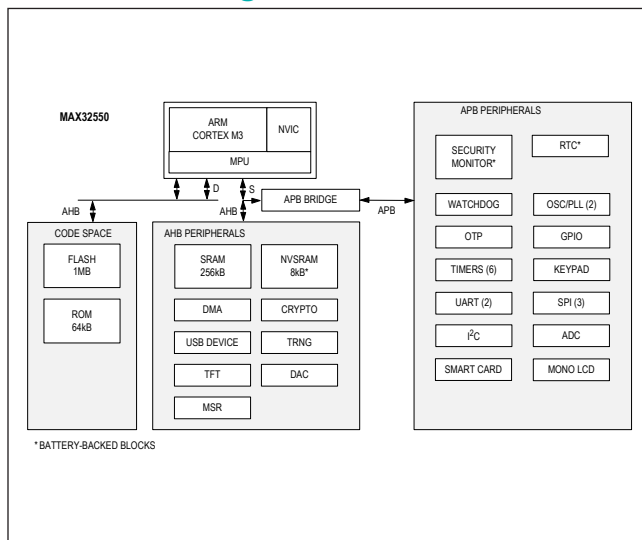 MAX32550
ARM
CORTEX M3
NVIC
MPU
D
S
AHB
AHB
APB BRIDGE
APB
CODE SPACE
FLASH
1MB
ROM
64kB
AHB PERIPHERALS
SRAM
256kB
NVSRAM
8kB*
DMA
CRYPTO
USB DEVICE
TRNG
TFT
DAC
MSR
APB PERIPHERALS
SECURITY
MONITOR*
RTC*
WATCHDOG
OSC/PLL (2)
OTP
GPIO
TIMERS (6)
KEYPAD
UART (2)
SPI (3)
I2C
ADC
SMART CARD
MONO LCD
*BATTERY-BACKED BLOCKS